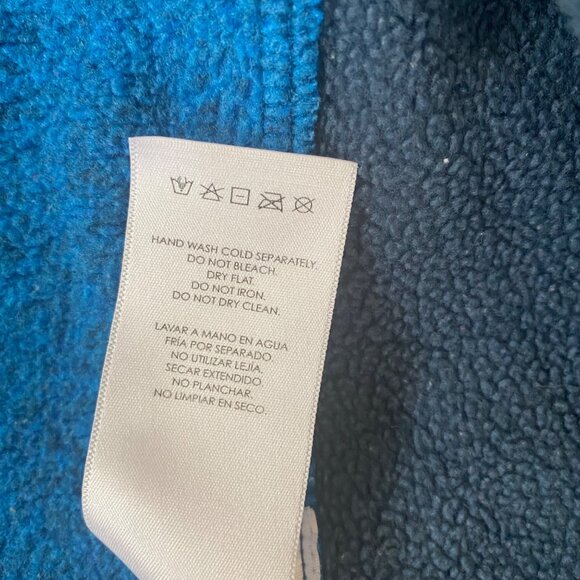 HAND WASH COLD SEPARATELY.
DO NOT BLEACH.
DRY FLAT.
DO NOT IRON.
DO NOT DRY CLEAN.
LAVAR A MANO EN AGUA
FRÍA POR SEPARADO.
NO UTILIZAR LEJÍA.
SECAR EXTENDIDO
NO PLANCHAR.
NO LIMPIAR EN SECO.